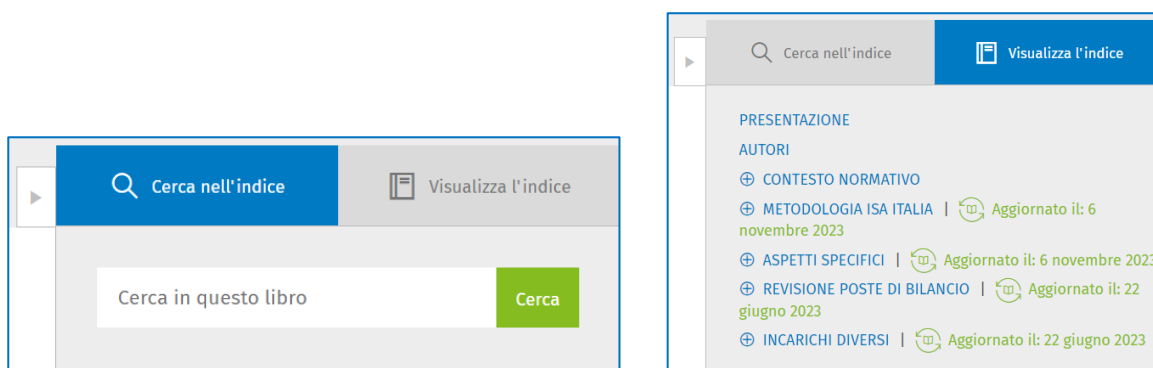 Cerca nell'indice
Visualizza l'indice
Cerca in questo libro
Cerca
Cerca nell'indice
Visualizza l'indice
PRESENTAZIONE
AUTORI
CONTESTO NORMATIVO
METODOLOGIA ISA ITALIA | Aggiornato il: 6
novembre 2023
ASPETTI SPECIFICI | Aggiornato il: 6 novembre 2023
REVISIONE POSTE DI BILANCIO | Aggiornato il: 22
giugno 2023
INCARICHI DIVERSI | Aggiornato il: 22 giugno 2023